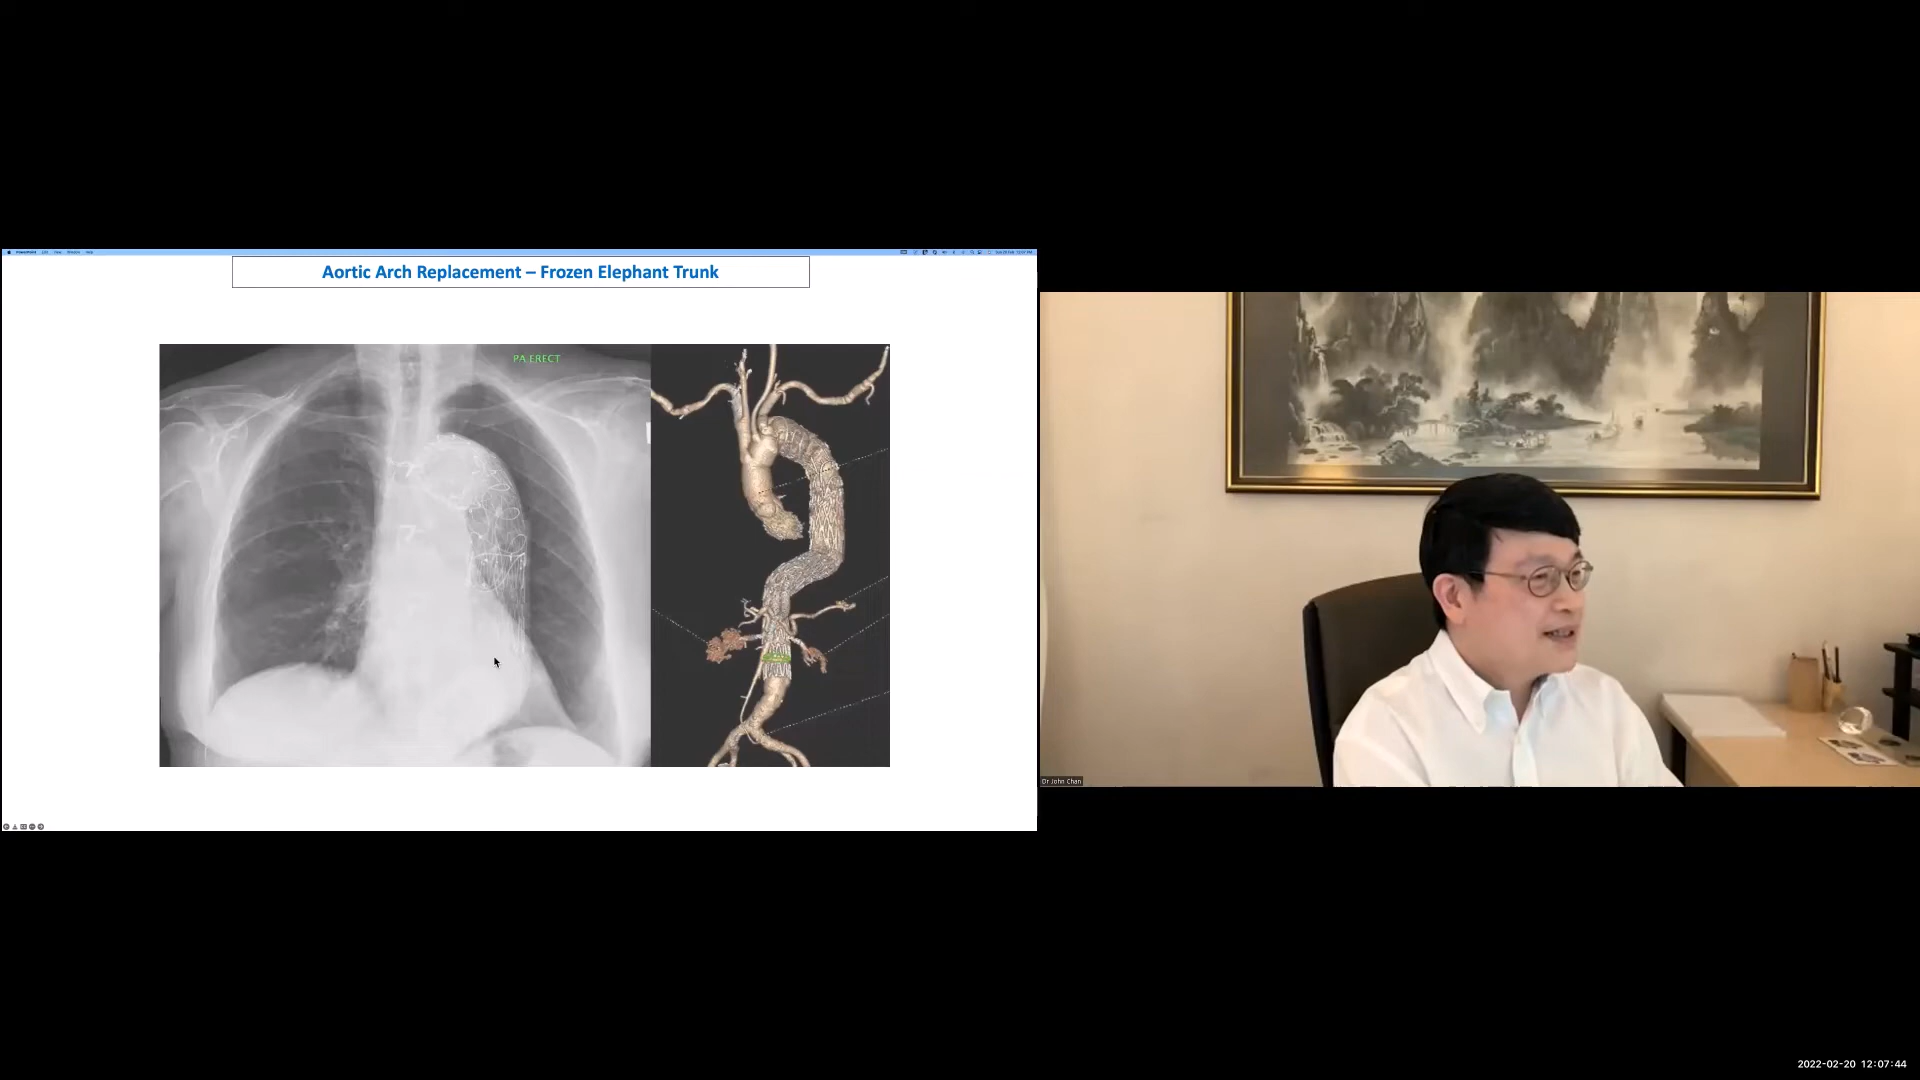 Aortic Arch Replacement – Frozen Elephant Trunk
PA ERECT
Dr John Chan
2022-02-20 12:07:44